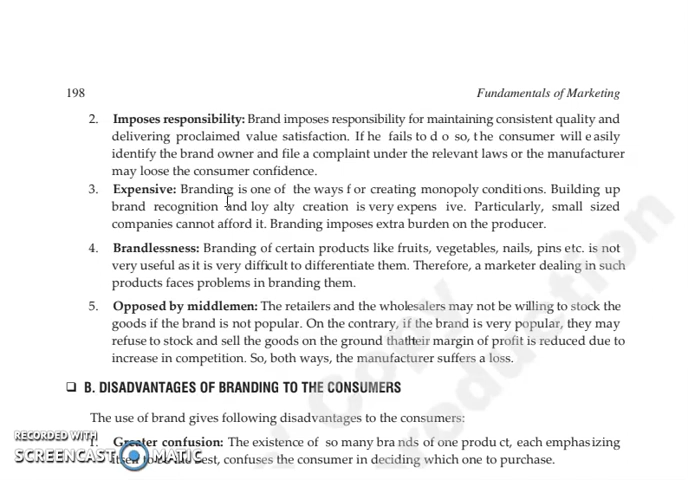 198
Fundamentals of Marketing
2. Imposes responsibility: Brand imposes responsibility for maintaining consistent quality and
delivering proclaimed value satisfaction. If he fails to d o so, t he consumer will e asily
identify the brand owner and file a complaint under the relevant laws or the manufacturer
may loose the consumer confidence.
3. Expensive: Branding is one of the ways f or creating monopoly conditions. Building up
brand recognition and loy alty creation is very expens ive. Particularly, small sized
companies cannot afford it. Branding imposes extra burden on the producer.
4. Brandlessness: Branding of certain products like fruits, vegetables, nails, pins etc. is not
very useful as it is very difficult to differentiate them. Therefore, a marketer dealing in such
products faces problems in branding them.
5. Opposed by middlemen: The retailers and the wholesalers may not be willing to stock the
goods if the brand is not popular. On the contrary, if the brand is very popular, they may
refuse to stock and sell the goods on the ground thattheir margin of profit is reduced due to
increase in competition. So, both ways, the manufacturer suffers a loss.
❑ B. DISADVANTAGES OF BRANDING TO THE CONSUMERS
The use of brand gives following disadvantages to the consumers:
1. Greater confusion: The existence of so many bra nds of one produ ct, each emphasizing
itself to best, confuses the consumer in deciding which one to purchase.
RECORDED WITH
SCREENCAST MATIC
Copy